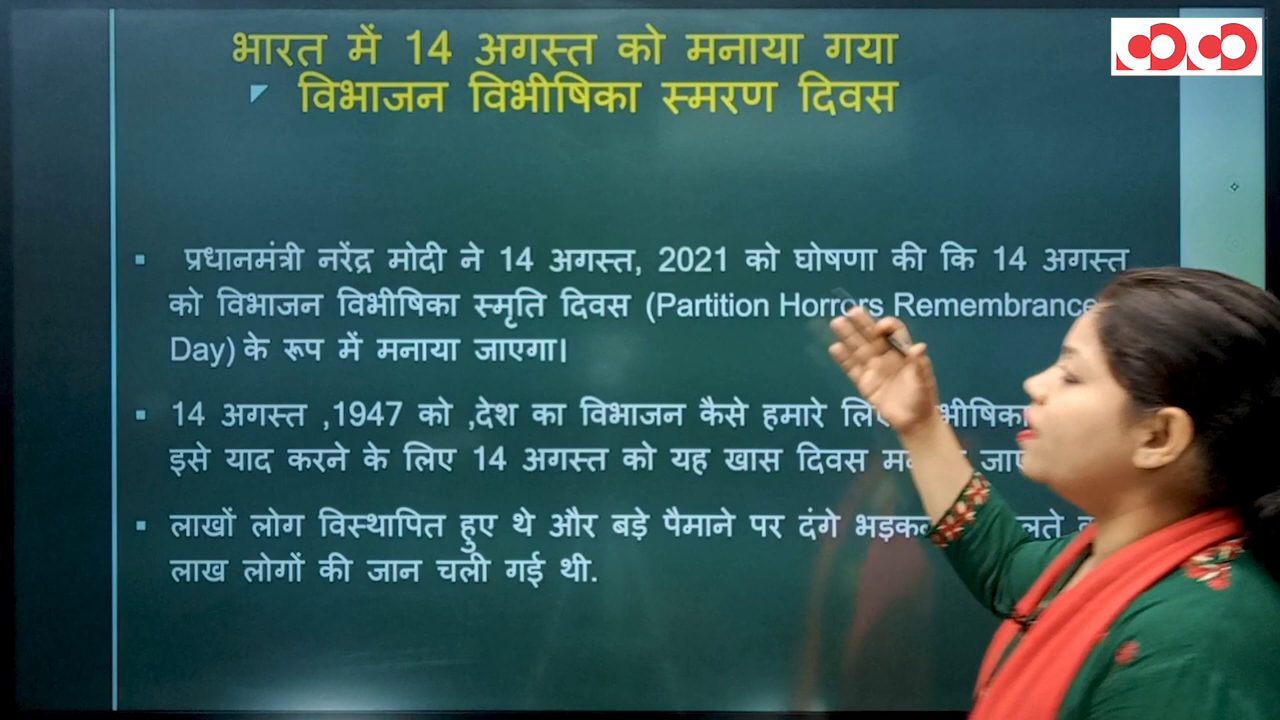 भारत में 14 अगस्त को मनाया गया
विभाजन विभीषिका स्मरण दिवस
प्रधानमंत्री नरेंद्र मोदी ने 14 अगस्त, 2021 को घोषणा की कि 14 अगस्त
को विभाजन विभीषिका स्मृति दिवस (Partition Horrors Remembrance
Day) के रूप में मनाया जाएगा।
14 अगस्त ,1947 को ,देश का विभाजन कैसे हमारे
इसे याद करने के लिए 14 अगस्त को यह खास दिवस
लाखों लोग विस्थापित हुए थे और बड़े पैमाने पर दंगे
लाख लोगों की जान चली गई थी.